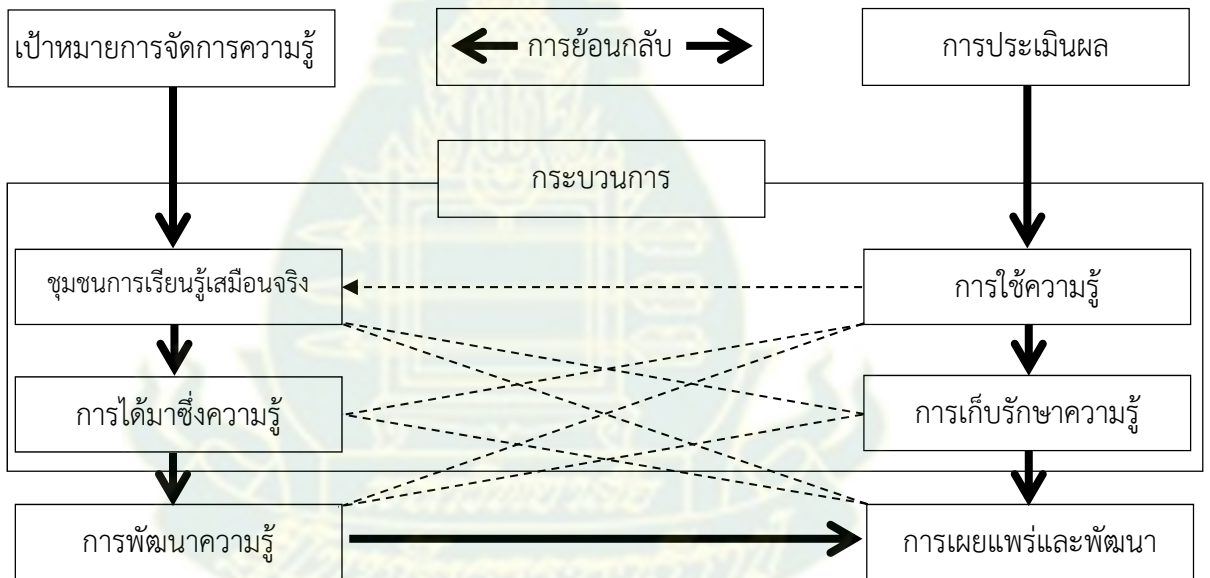 เป้าหมายการจัดการความรู้
การย้อนกลับ
การประเมินผล
กระบวนการ
ชุมชนการเรียนรู้เสมือนจริง
การใช้ความรู้
การได้มาซึ่งความรู้
การเก็บรักษาความรู้
การพัฒนาความรู้
การเผยแพร่และพัฒนา